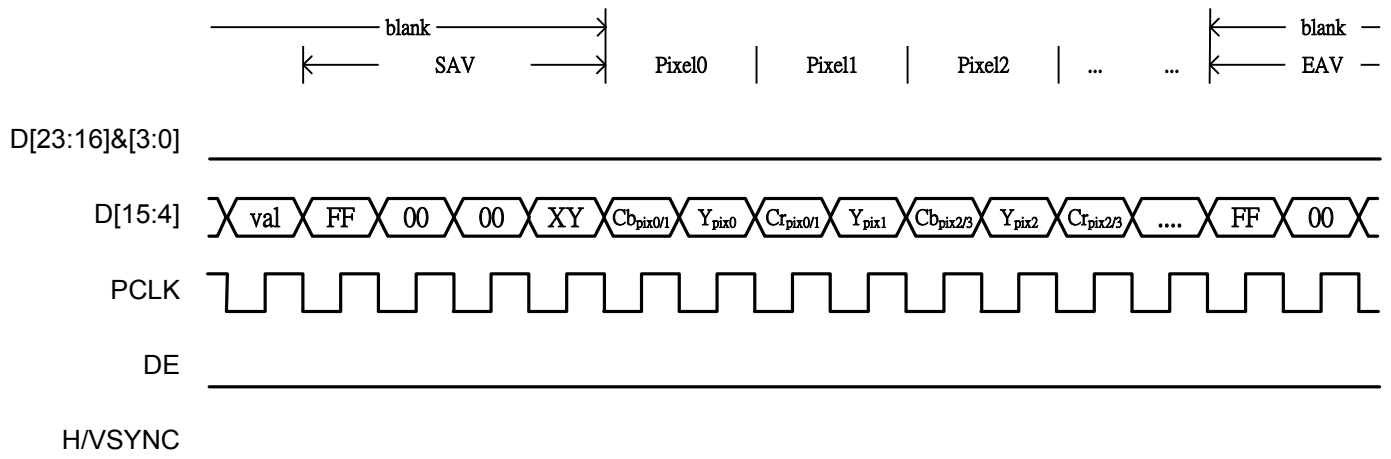 blank blank
SAV Pixel0 Pixel1 Pixel2 ... ... EAV
D[23:16]&[3:0]
D[15:4] val FF 00 00 XY Cbpix0/1 Ypix0 Crpix0/1 Ypix1 Cbpix2/3 Ypix2 Crpix2/3 .... FF 00
PCLK
DE
H/VSYNC